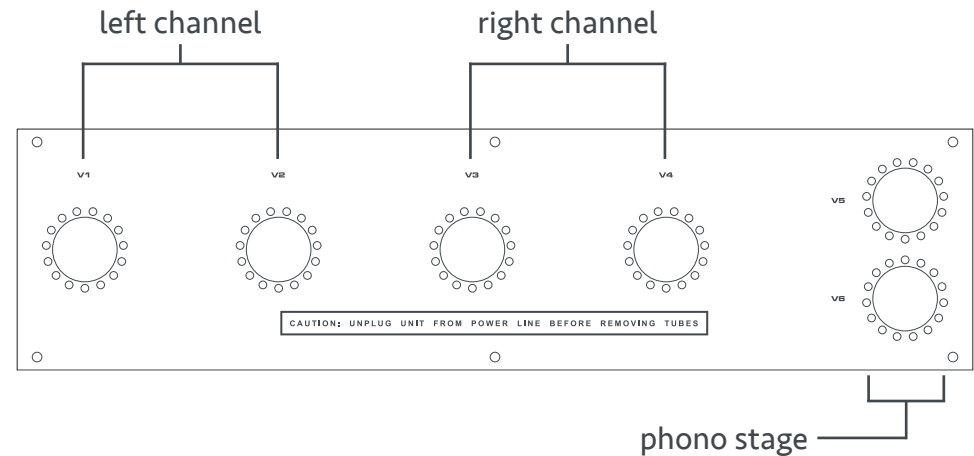 left channel
right channel
V1
V2
V3
V4
V5
V6
CAUTION: UNPLUG UNIT FROM POWER LINE BEFORE REMOVING TUBES
phono stage